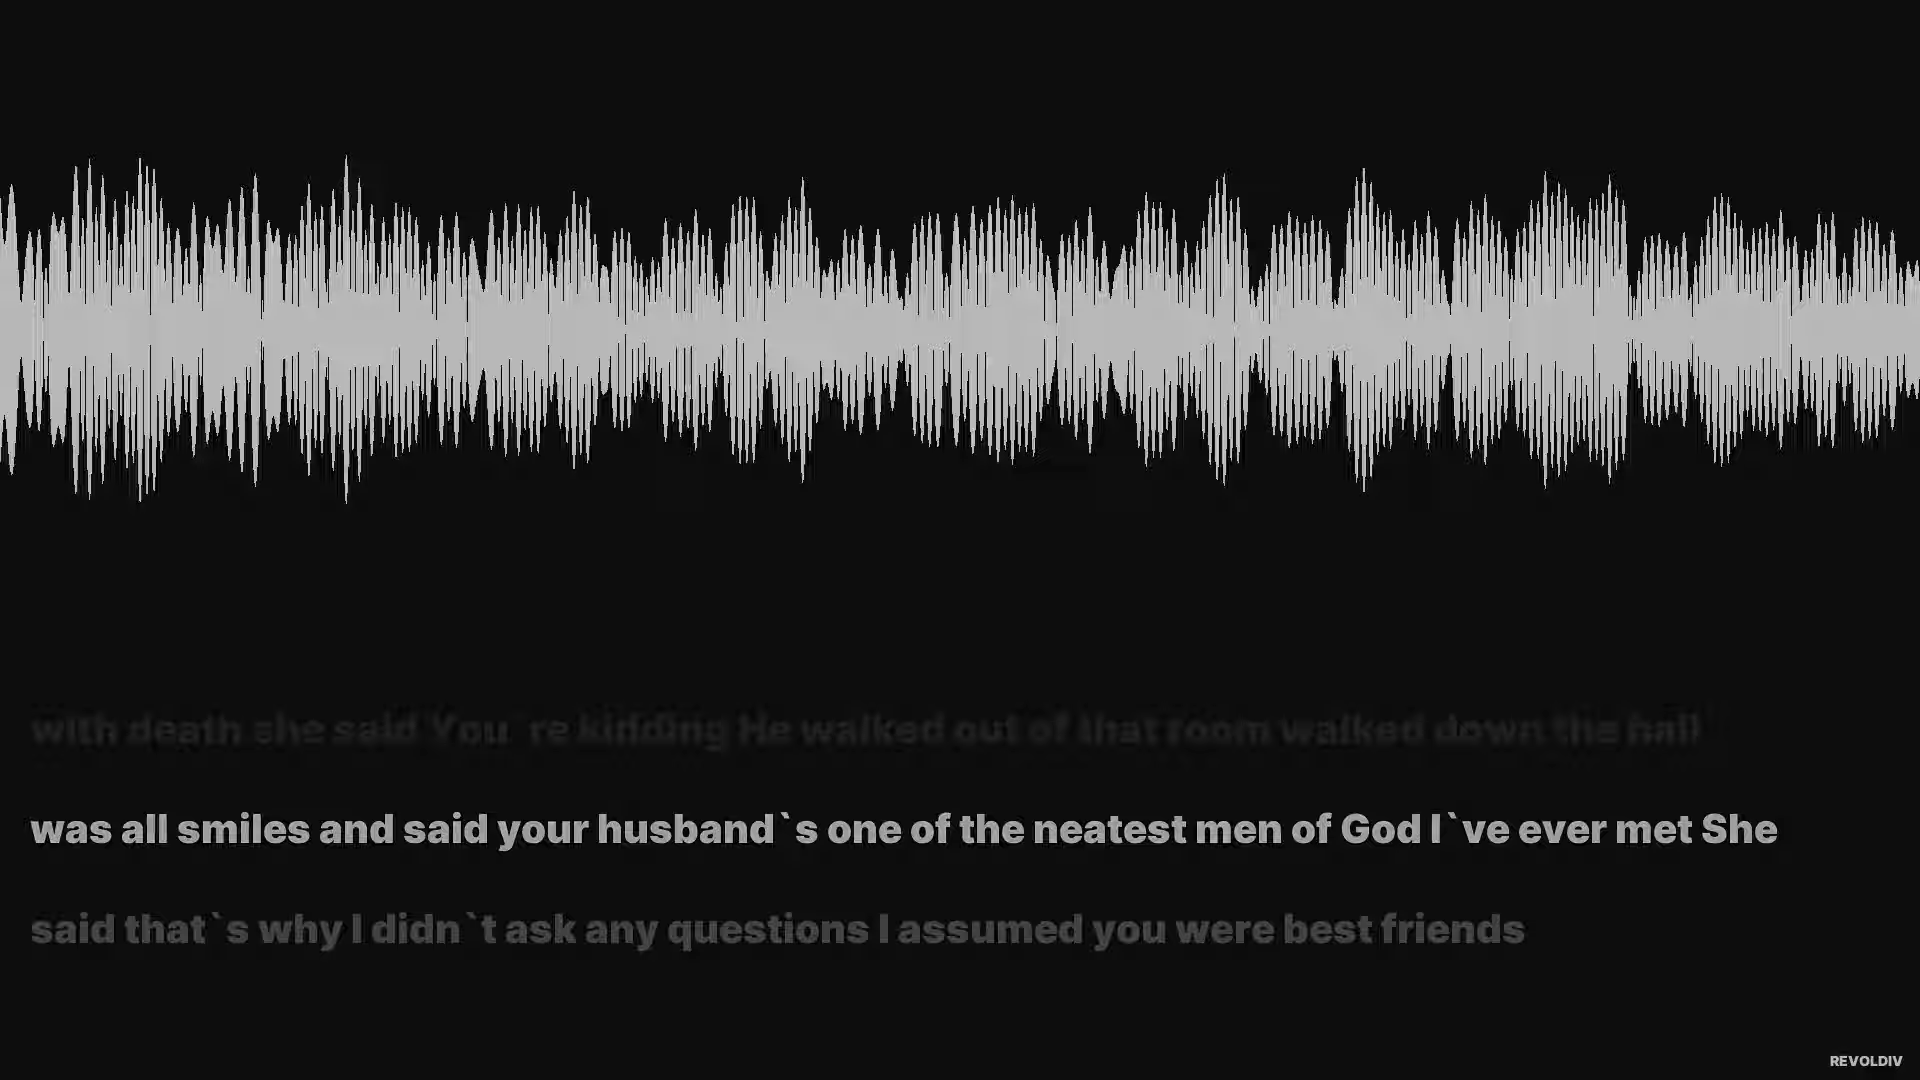 with death she said You`re kidding He walked out of that room walked down the hall
was all smiles and said your husband`s one of the neatest men of God I`ve ever met She
said that`s why I didn`t ask any questions I assumed you were best friends
REVOLDIV